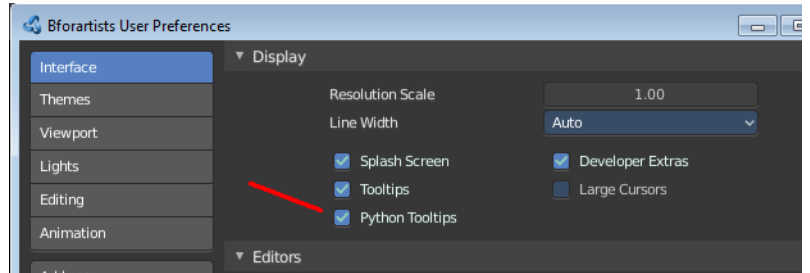 Bforartists User Preferences
Interface
Themes
Viewport
Lights
Editing
Animation
Display
Resolution Scale 1.00
Line Width Auto
Splash Screen Developer Extras
Tooltips Large Cursors
Python Tooltips
Editors